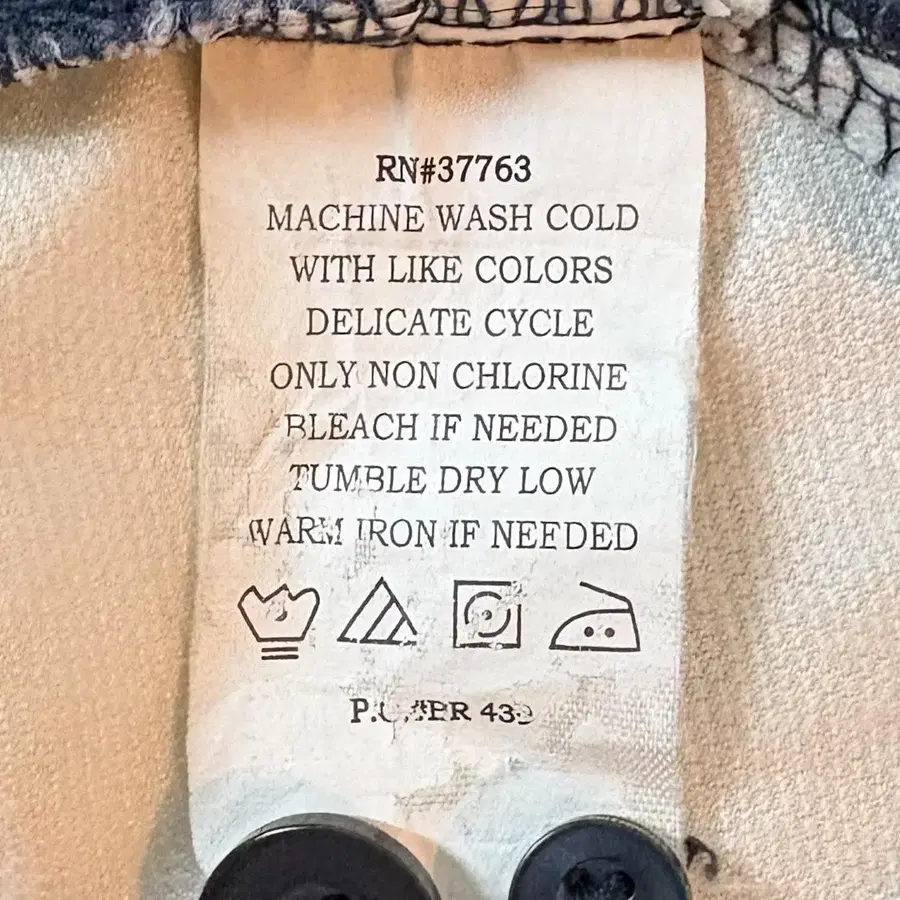 RN#37763
MACHINE WASH COLD
WITH LIKE COLORS
DELICATE CYCLE
ONLY NON CHLORINE
BLEACH IF NEEDED
TUMBLE DRY LOW
WARM IRON IF NEEDED